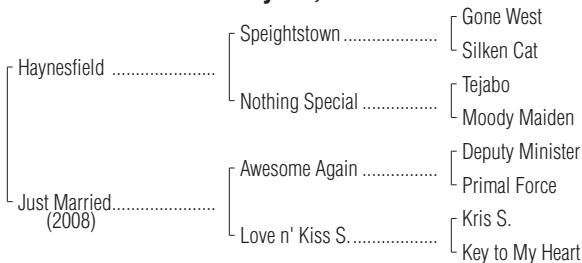 Gone West
Speightstown
Silken Cat
Haynesfield
Tejabo
Nothing Special
Moody Maiden
Deputy Minister
Awesome Again
Primal Force
Just Married
(2008)
Kris S.
Love n' Kiss S.
Key to My Heart